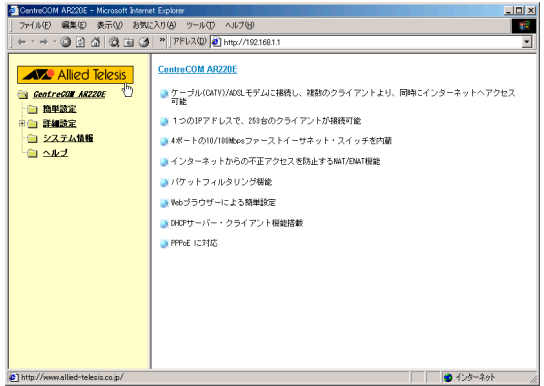 CentreCOM AR220E - Microsoft Internet Explorer
ファイル(F) 編集(E) 表示(V) お気に入り(A) ツール(T) ヘルプ(H)
» アドレス(D) http://192.168.1.1
Allied Telesis
CentreCOM AR220E
簡単設定
詳細設定
システム情報
ヘルプ
CentreCOM AR220E
ケーブル(CATV)/ADSLモデムに接続し、複数のクライアントより、同時にインターネットへアクセス
可能
1つのIPアドレスで、253台のクライアントが接続可能
4ポートの10/100Mbpsファーストイーサネット・スイッチを内蔵
インターネットからの不正アクセスを防止するNAT/ENAT機能
パケットフィルタリング機能
Webブラウザーによる簡単設定
DHCPサーバー・クライアント機能搭載
PPPoE に対応
http://www.allied-telesis.co.jp/ インターネット